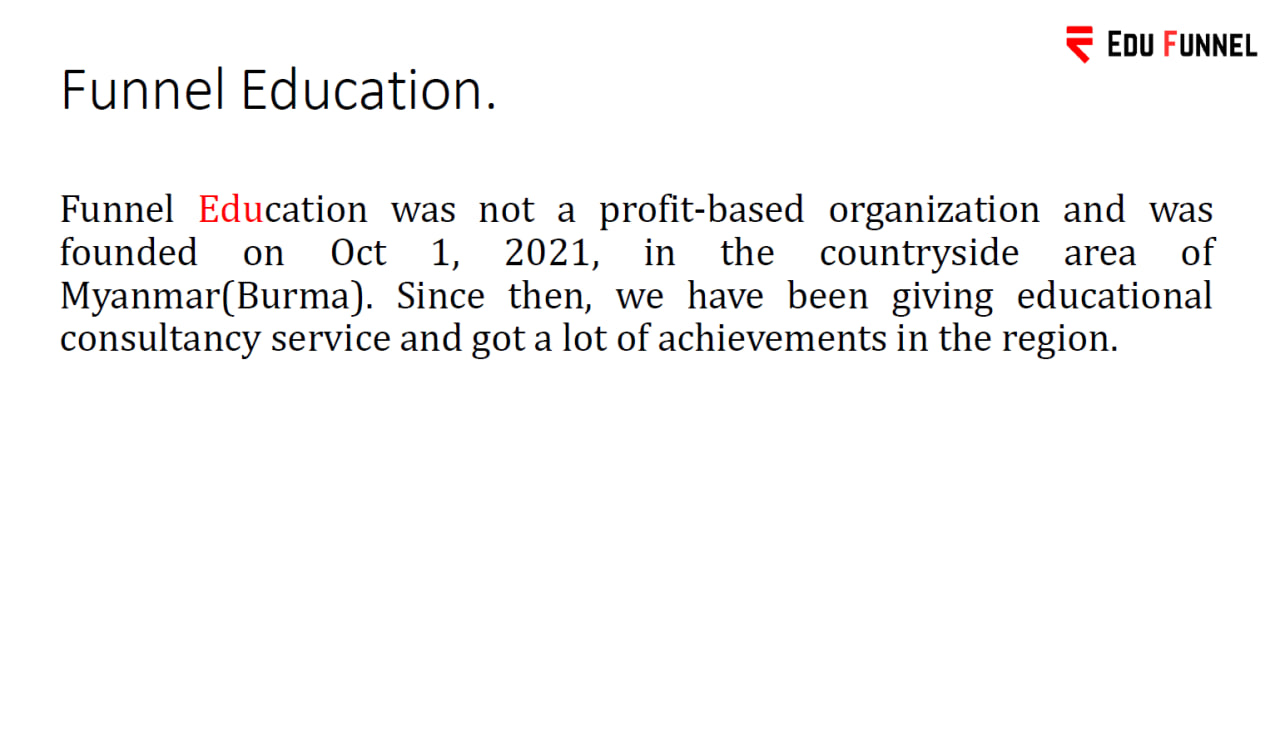 EDU FUNNEL
Funnel Education.
Funnel Education was not a profit-based organization and was
founded on Oct 1, 2021, in the countryside area of
Myanmar(Burma). Since then, we have been giving educational
consultancy service and got a lot of achievements in the region.